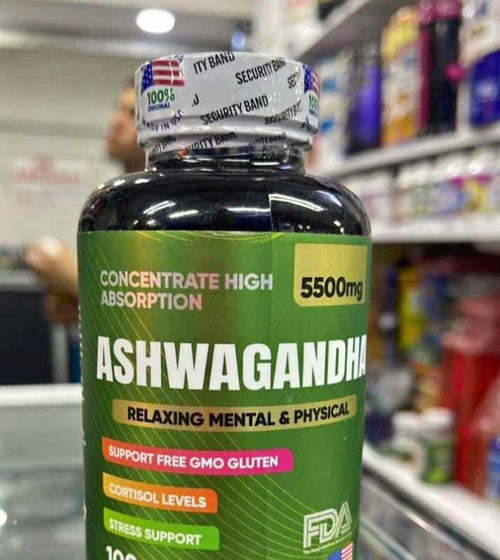 ITY BAND
SECURITY BAND
SEC
100%
ORIGINAL
SECURITY BAND
CONCENTRATE HIGH
ABSORPTION
5500mg
ASHWAGANDHA
RELAXING MENTAL & PHYSICAL
SUPPORT FREE GMO GLUTEN
CORTISOL LEVELS
STRESS SUPPORT
FDA